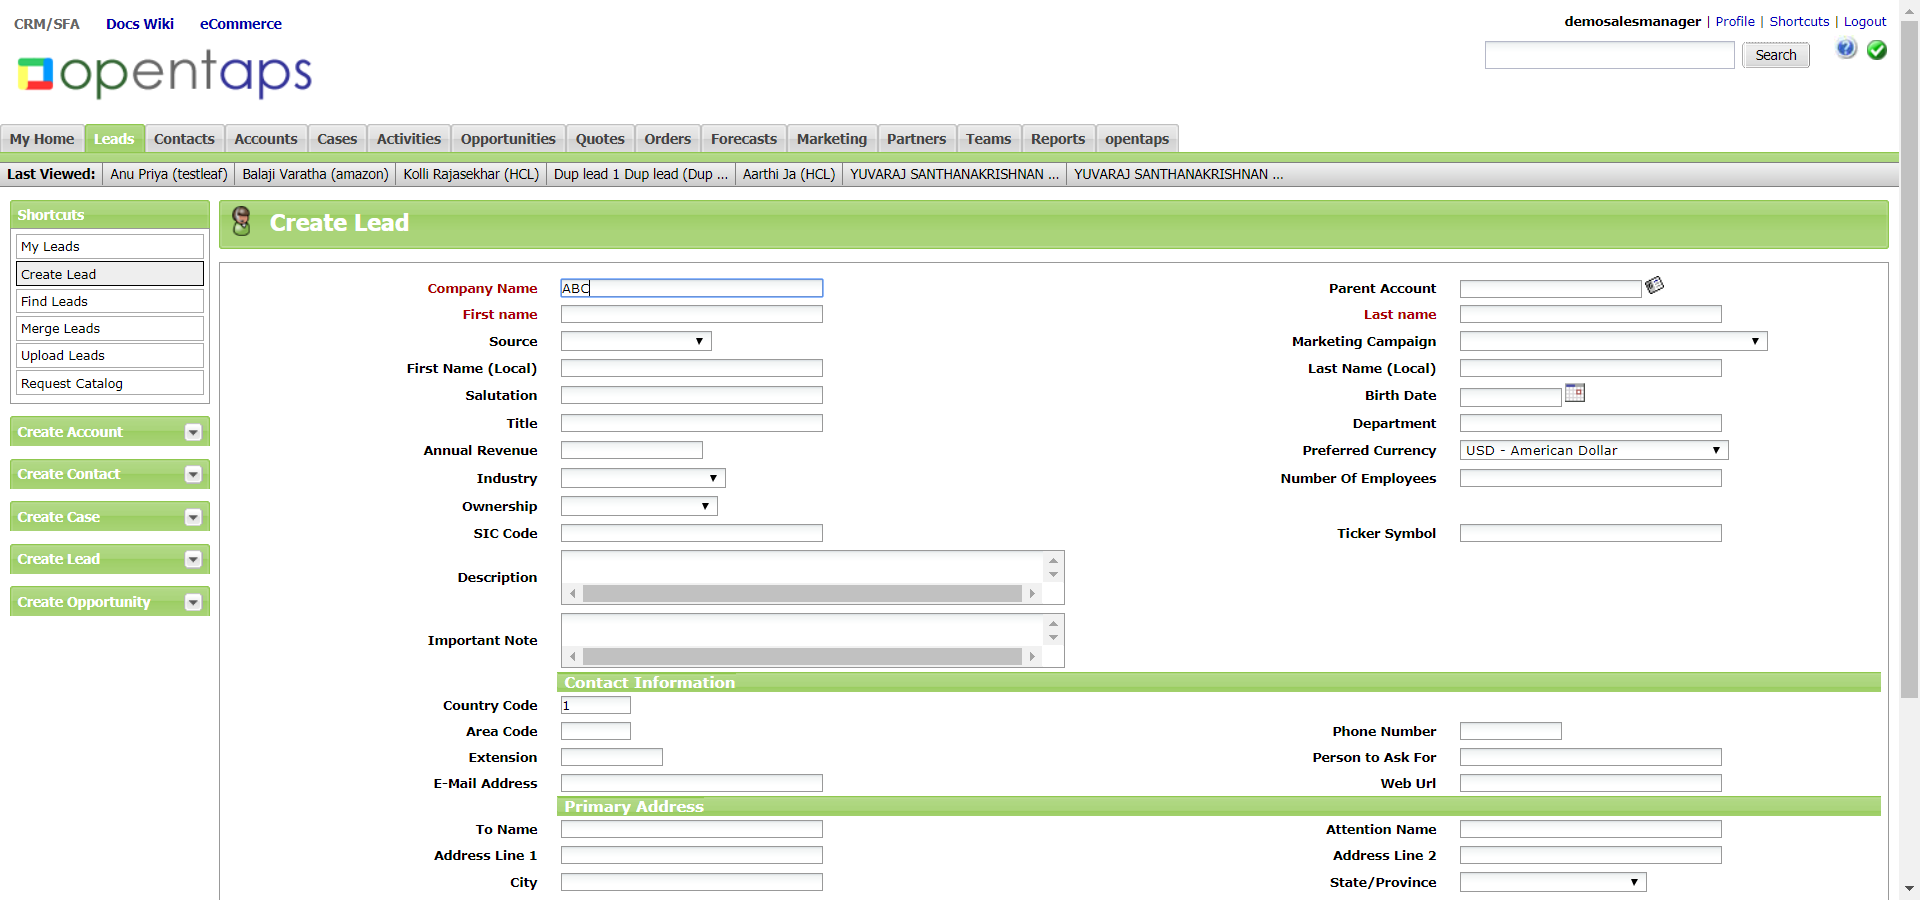 CRM/SFA Docs Wiki eCommerce
demosalesmanager | Profile | Shortcuts | Logout
opentaps
Search
My Home Leads Contacts Accounts Cases Activities Opportunities Quotes Orders Forecasts Marketing Partners Teams Reports opentaps
Last Viewed: Anu Priya (testleaf) Balaji Varatha (amazon) Kolli Rajasekhar (HCL) Dup lead 1 Dup lead (Dup ... Aarthi Ja (HCL) YUVARAJ SANTHANAKRISHNAN ... YUVARAJ SANTHANAKRISHNAN ...
Shortcuts
My Leads
Create Lead
Find Leads
Merge Leads
Upload Leads
Request Catalog
Create Account
Create Contact
Create Case
Create Lead
Create Opportunity
Create Lead
Company Name ABC Parent Account
First name Last name
Source Marketing Campaign
First Name (Local) Last Name (Local)
Salutation Birth Date
Title Department
Annual Revenue Preferred Currency USD - American Dollar
Industry Number Of Employees
Ownership
SIC Code Ticker Symbol
Description
Important Note
Contact Information
Country Code 1
Area Code Phone Number
Extension Person to Ask For
E-Mail Address Web Url
Primary Address
To Name Attention Name
Address Line 1 Address Line 2
City State/Province